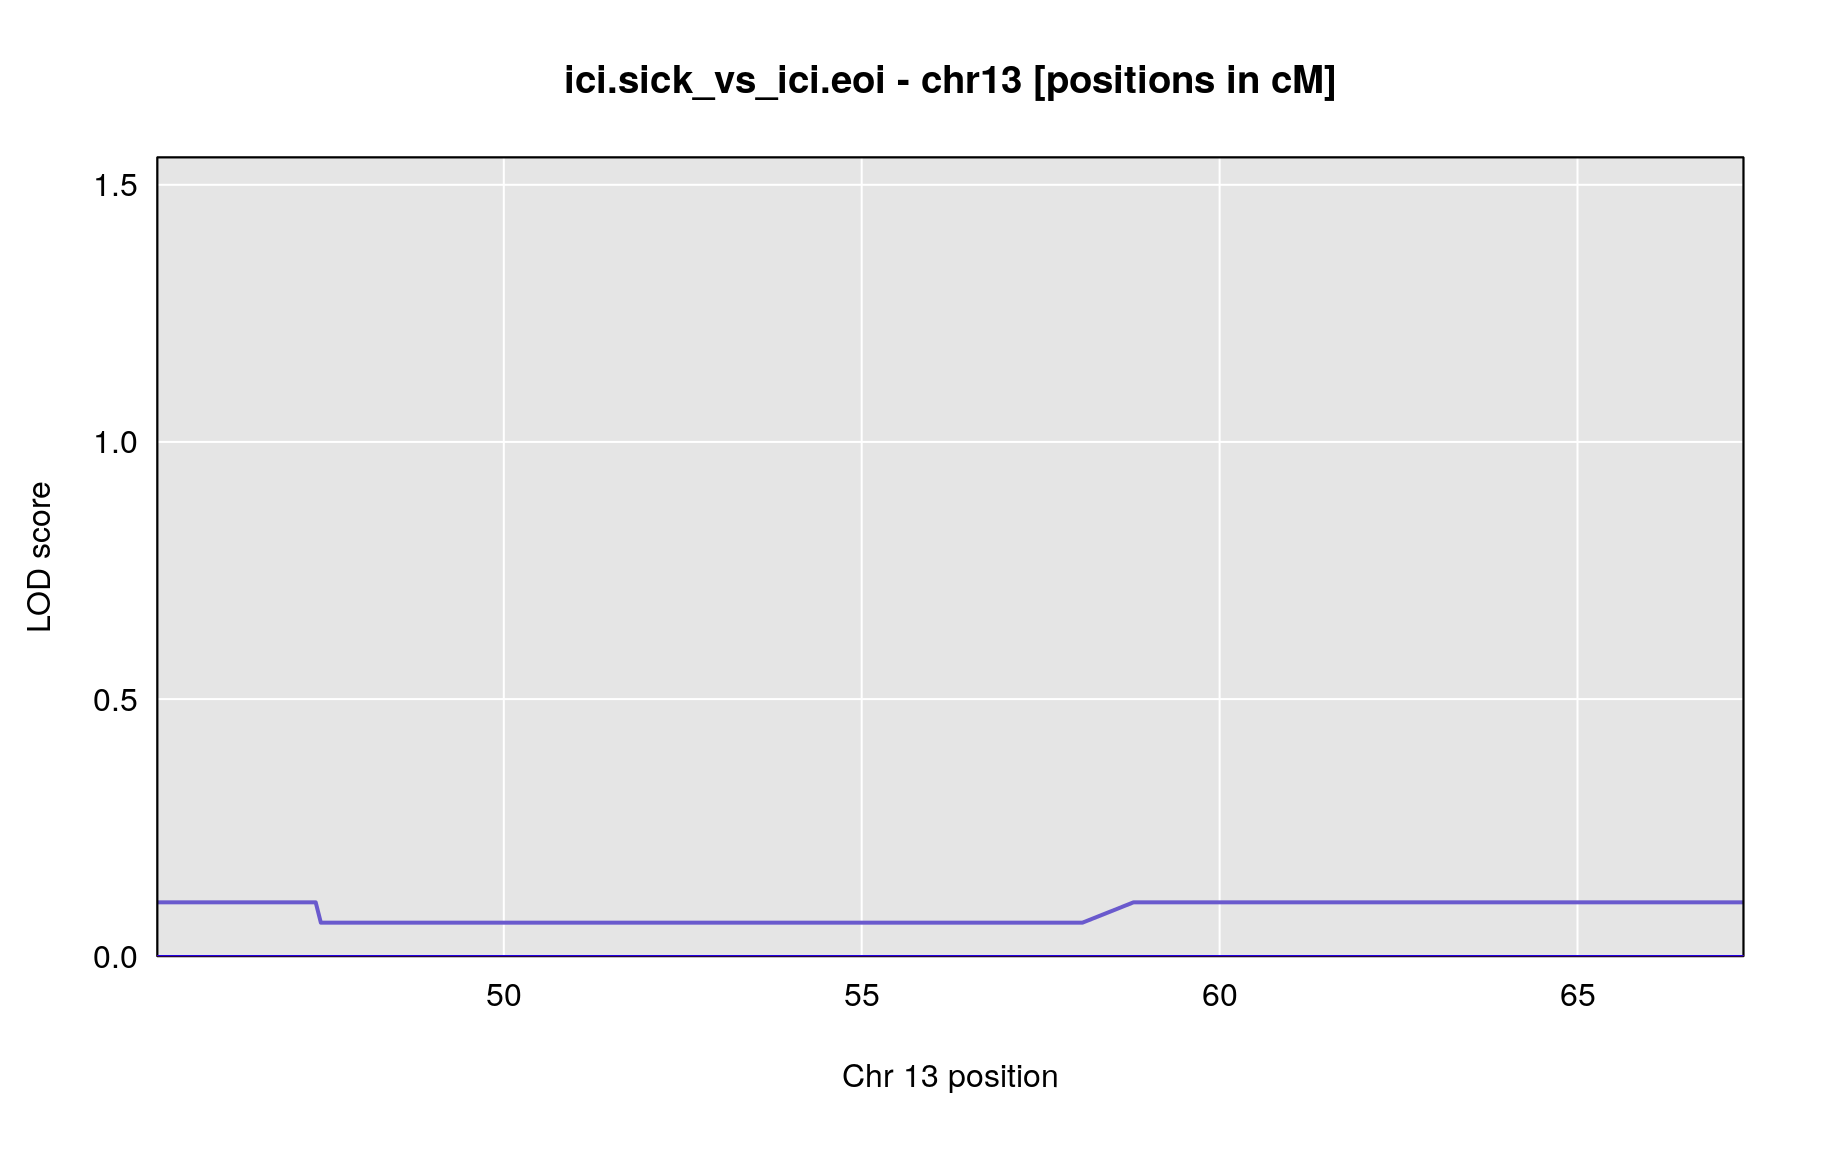 ici.sick_vs_ici.eoi - chr13 [positions in cM]
1.5
1.0
0.5
0.0
LOD score
50 55 60 65
Chr 13 position